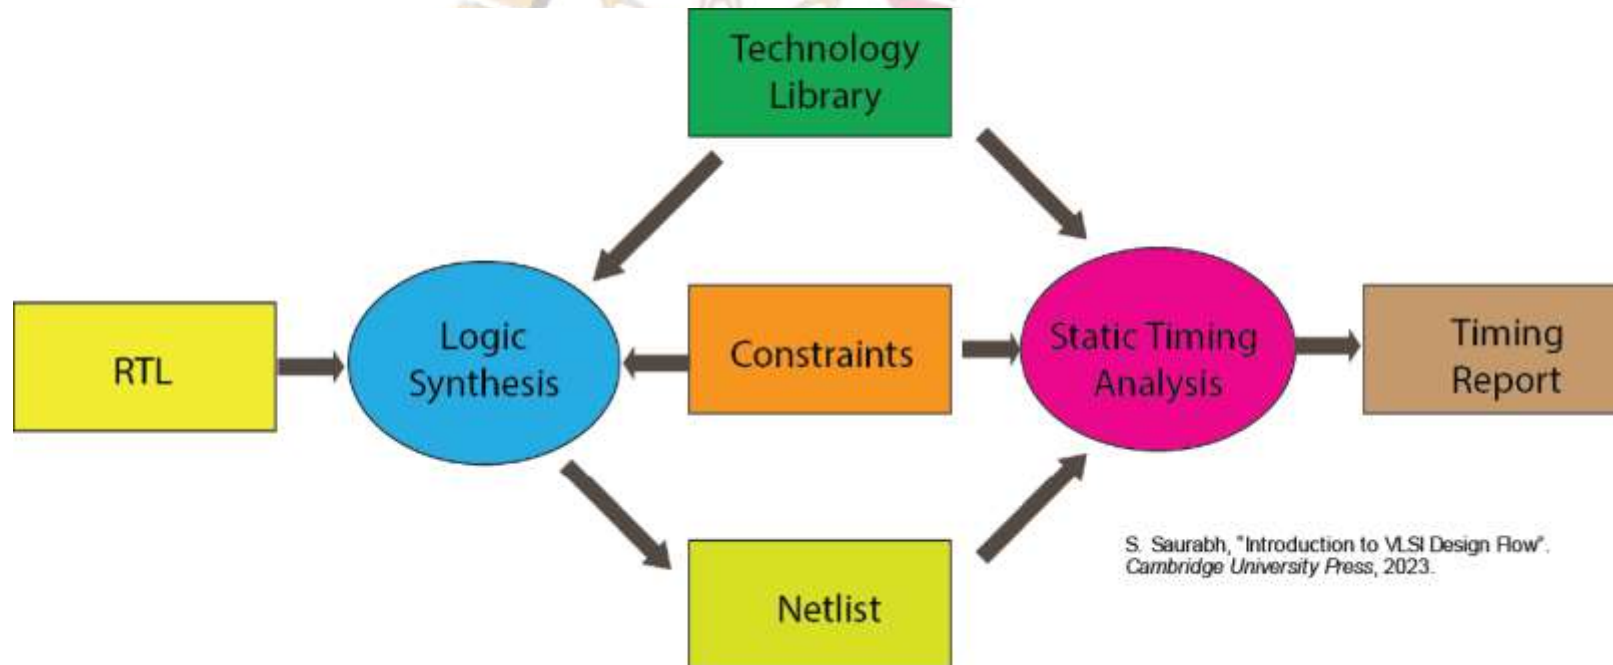 Technology
Library
RTL
Logic
Synthesis
Constraints
Static Timing
Analysis
Timing
Report
Netlist
S. Saurabh, "Introduction to VLSI Design Flow".
Cambridge University Press, 2023.